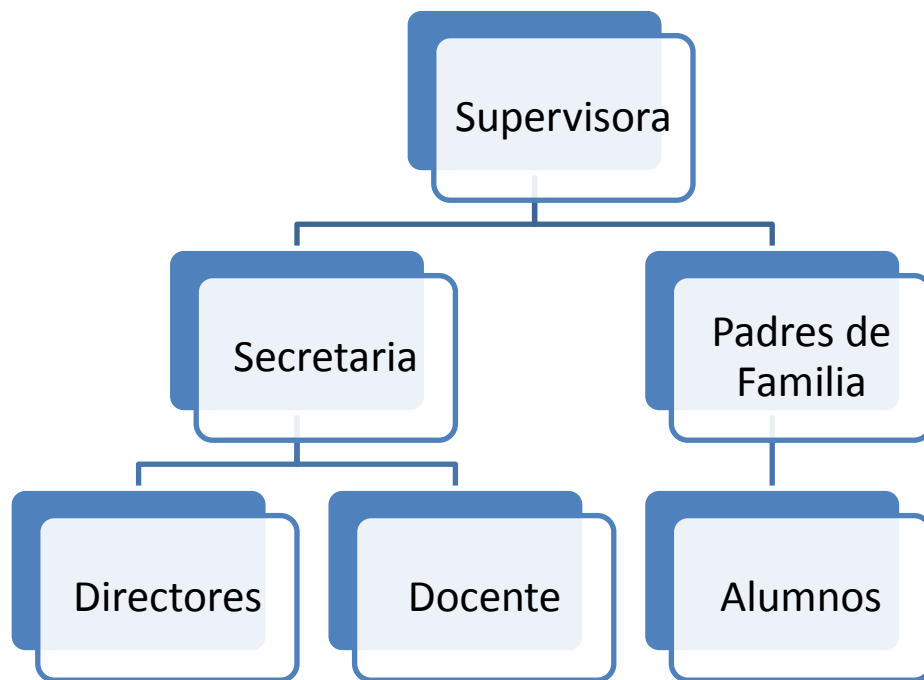 Supervisora
Secretaria
Padres de
Familia
Directores
Docente
Alumnos